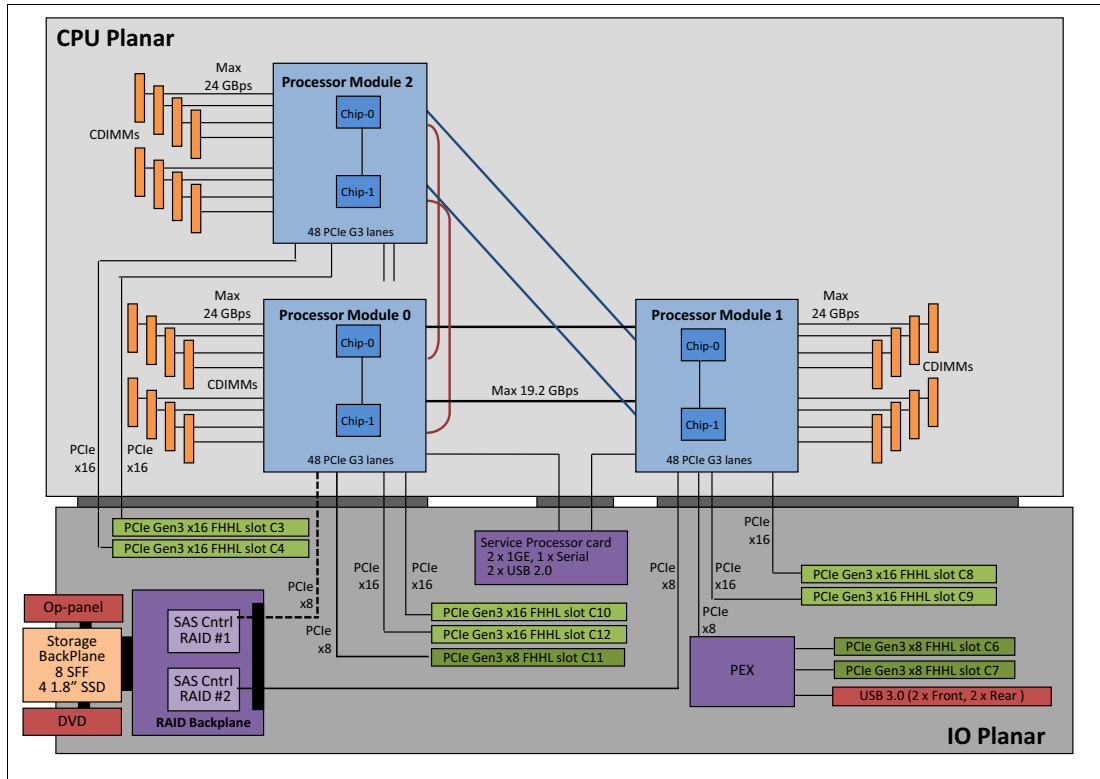 CPU Planar
Max
24 GBps
CDIMMs
Processor Module 2
Chip-0
Chip-1
48 PCIe G3 lanes
Max
24 GBps
CDIMMs
Processor Module 0
Chip-0
Chip-1
48 PCIe G3 lanes
Max 19.2 GBps
Processor Module 1
Chip-0
Chip-1
48 PCIe G3 lanes
Max
24 GBps
CDIMMs
PCIe
x16
PCIe
x16
PCIe Gen3 x16 FHHL slot C3
PCIe Gen3 x16 FHHL slot C4
PCIe
x8
PCIe
x8
PCIe
x16
PCIe
x16
Service Processor card
2 x 1GE, 1 x Serial
2 x USB 2.0
PCIe
x8
PCIe
x16
PCIe
x8
PCIe
x16
PCIe Gen3 x16 FHHL slot C8
PCIe Gen3 x16 FHHL slot C9
PCIe Gen3 x16 FHHL slot C10
PCIe Gen3 x16 FHHL slot C12
PCIe Gen3 x8 FHHL slot C11
Op-panel
Storage
BackPlane
8 SFF
4 1.8” SSD
DVD
SAS Cntrl
RAID #1
SAS Cntrl
RAID #2
RAID Backplane
PEX
PCIe Gen3 x8 FHHL slot C6
PCIe Gen3 x8 FHHL slot C7
USB 3.0 (2 x Front, 2 x Rear )
IO Planar